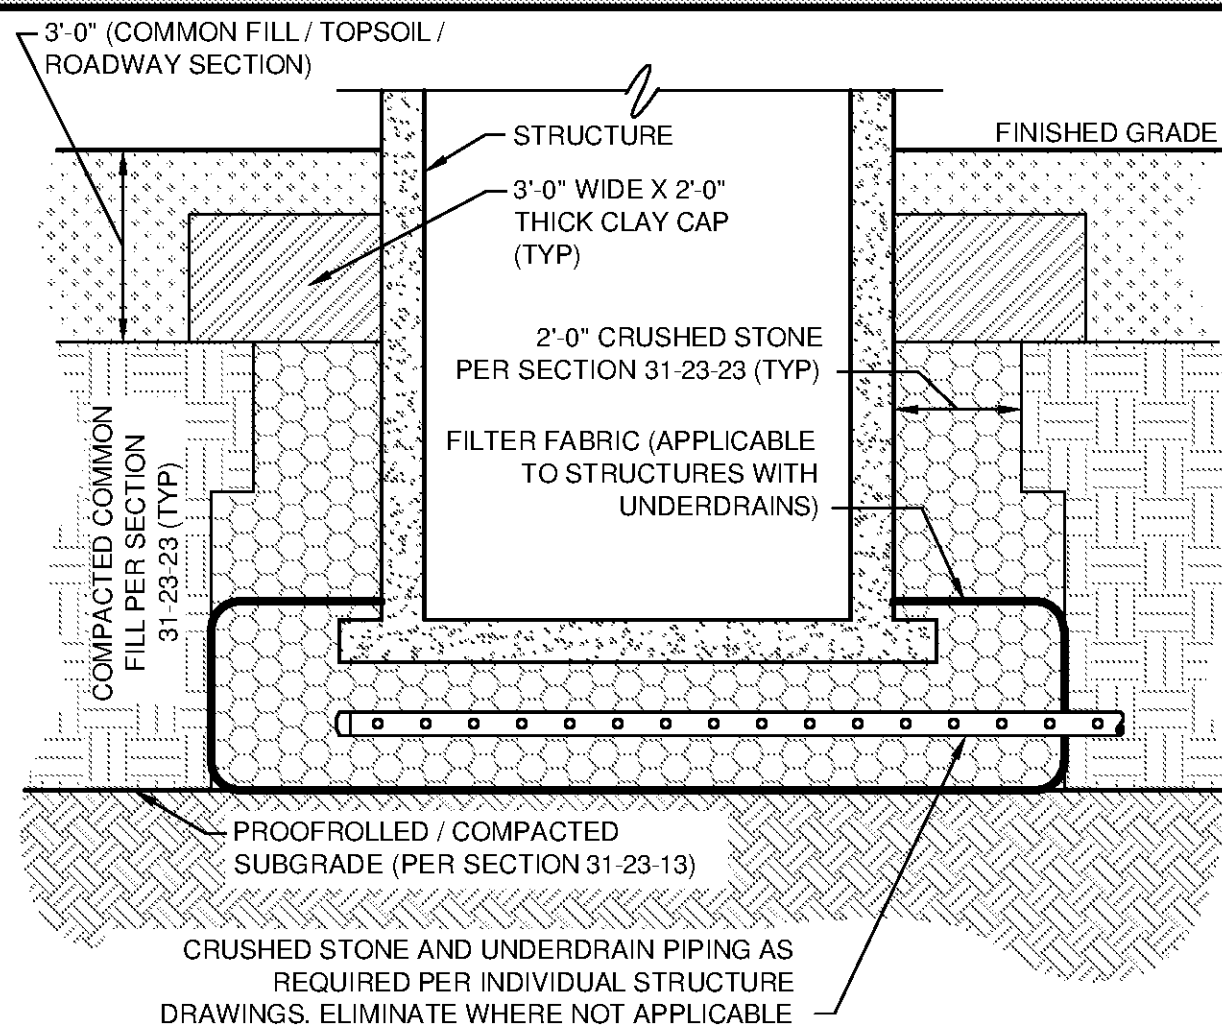 3'-0" (COMMON FILL / TOPSOIL /
ROADWAY SECTION)
STRUCTURE
FINISHED GRADE
3'-0" WIDE X 2'-0"
THICK CLAY CAP
(TYP)
2'-0" CRUSHED STONE
PER SECTION 31-23-23 (TYP)
FILTER FABRIC (APPLICABLE
TO STRUCTURES WITH
UNDERDRAINS)
COMPACTED COMMON
FILL PER SECTION
31-23-23 (TYP)
PROOFROLLED / COMPACTED
SUBGRADE (PER SECTION 31-23-13)
CRUSHED STONE AND UNDERDRAIN PIPING AS
REQUIRED PER INDIVIDUAL STRUCTURE
DRAWINGS. ELIMINATE WHERE NOT APPLICABLE